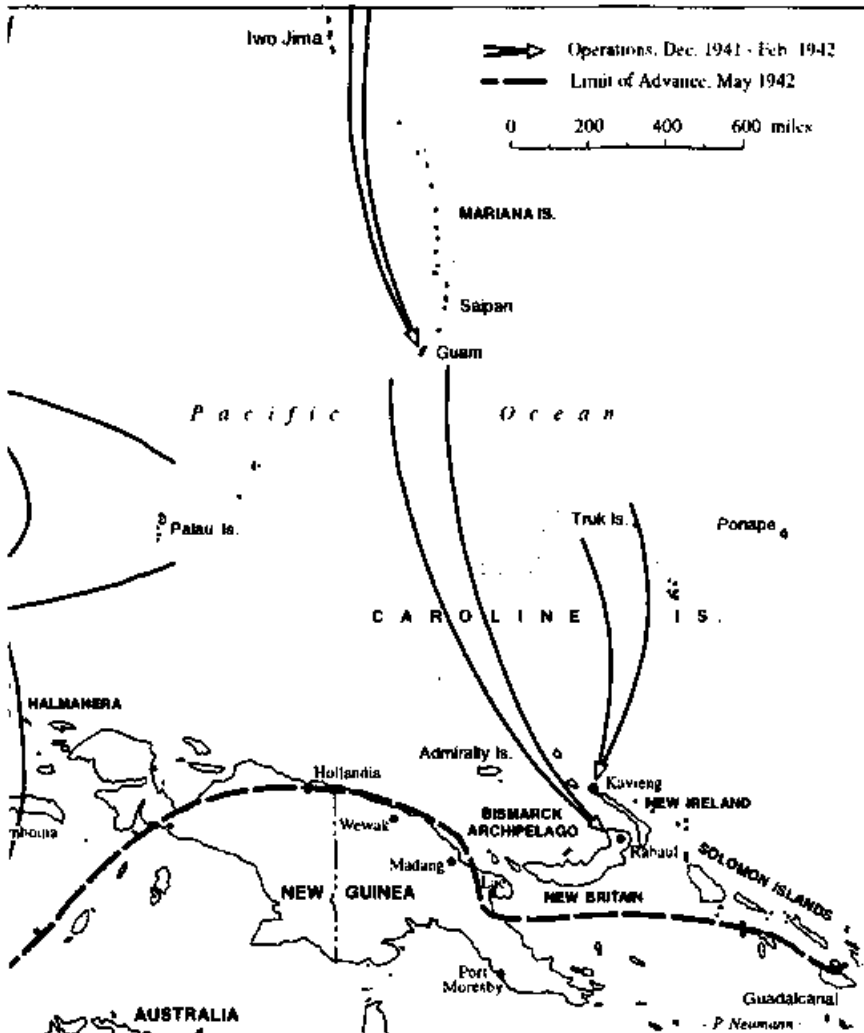 Iwo Jima
Operations, Dec. 1941 - Feb. 1942
Limit of Advance, May 1942
0 200 400 600 miles
MARIANA IS.
Saipan
Guam
Pacific Ocean
Palau Is.
Truk Is.
Ponape
CAROLINE IS.
HALMAHERA
Admiralty Is.
Hollandia
Kavieng
NEW IRELAND
BISMARCK
ARCHIPELAGO
Wewak
Rabaul
Madang
SOLOMON ISLANDS
Lae
NEW GUINEA
NEW BRITAIN
Port
Moresby
Guadalcanal
AUSTRALIA
P Neumann